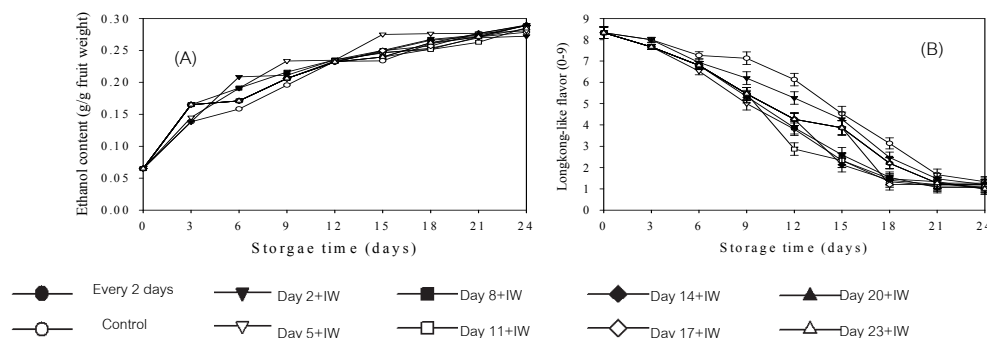 Ethanol content (g/g fruit weight)
0.30
0.25
0.20
0.15
0.10
0.05
0.00
(A)
0 3 6 9 12 15 18 21 24
Storgae time (days)
Longkong-like flavor (0-9)
9
8
7
6
5
4
3
2
1
0
(B)
0 3 6 9 12 15 18 21 24
Storage time (days)
Every 2 days Day 2+IW Day 8+IW Day 14+IW Day 20+IW
Control Day 5+IW Day 11+IW Day 17+IW Day 23+IW